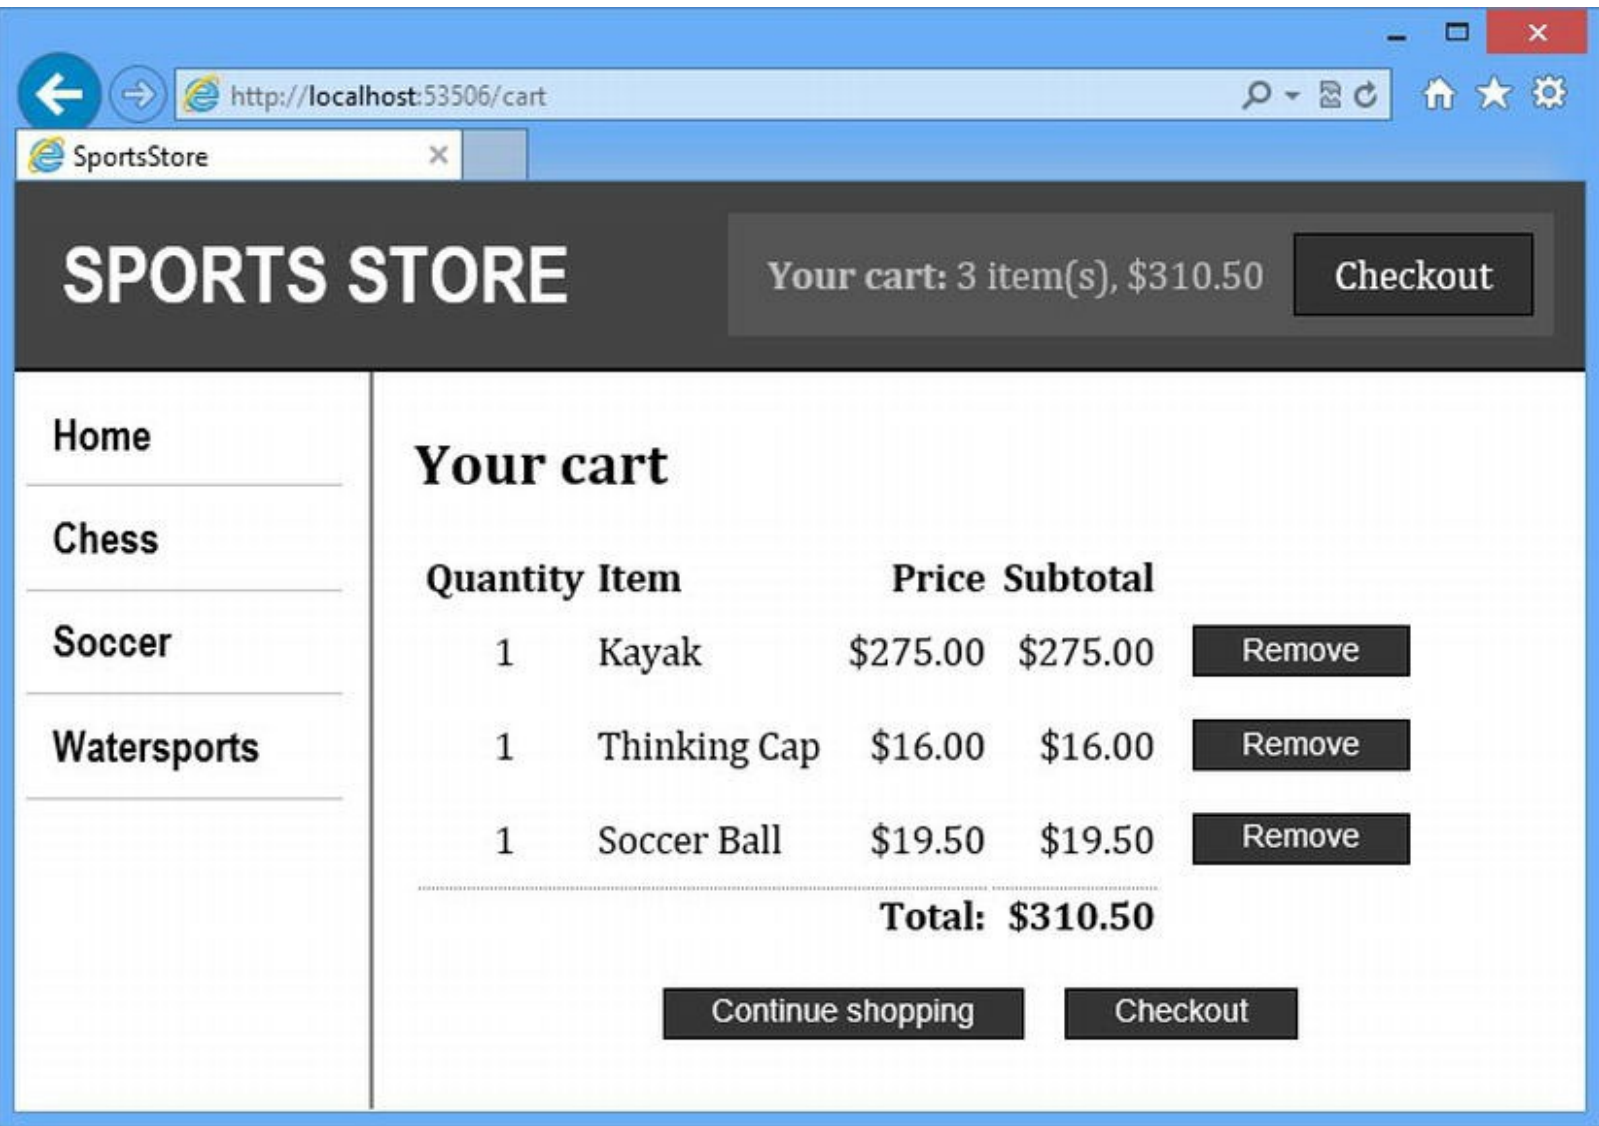 http://localhost:53506/cart
SportsStore
SPORTS STORE
Your cart: 3 item(s), $310.50
Checkout
Home
Chess
Soccer
Watersports
Your cart
Quantity Item Price Subtotal
1 Kayak $275.00 $275.00 Remove
1 Thinking Cap $16.00 $16.00 Remove
1 Soccer Ball $19.50 $19.50 Remove
Total: $310.50
Continue shopping Checkout